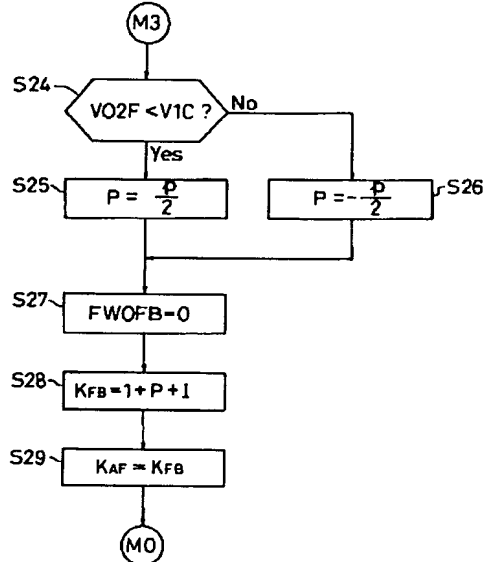 M3
S24
VO2F < V1C ?
No
Yes
S25
P = p/2
P = - p/2
S26
S27
FWOFB=0
S28
KFB=1+P+I
S29
KAF = KFB
M0